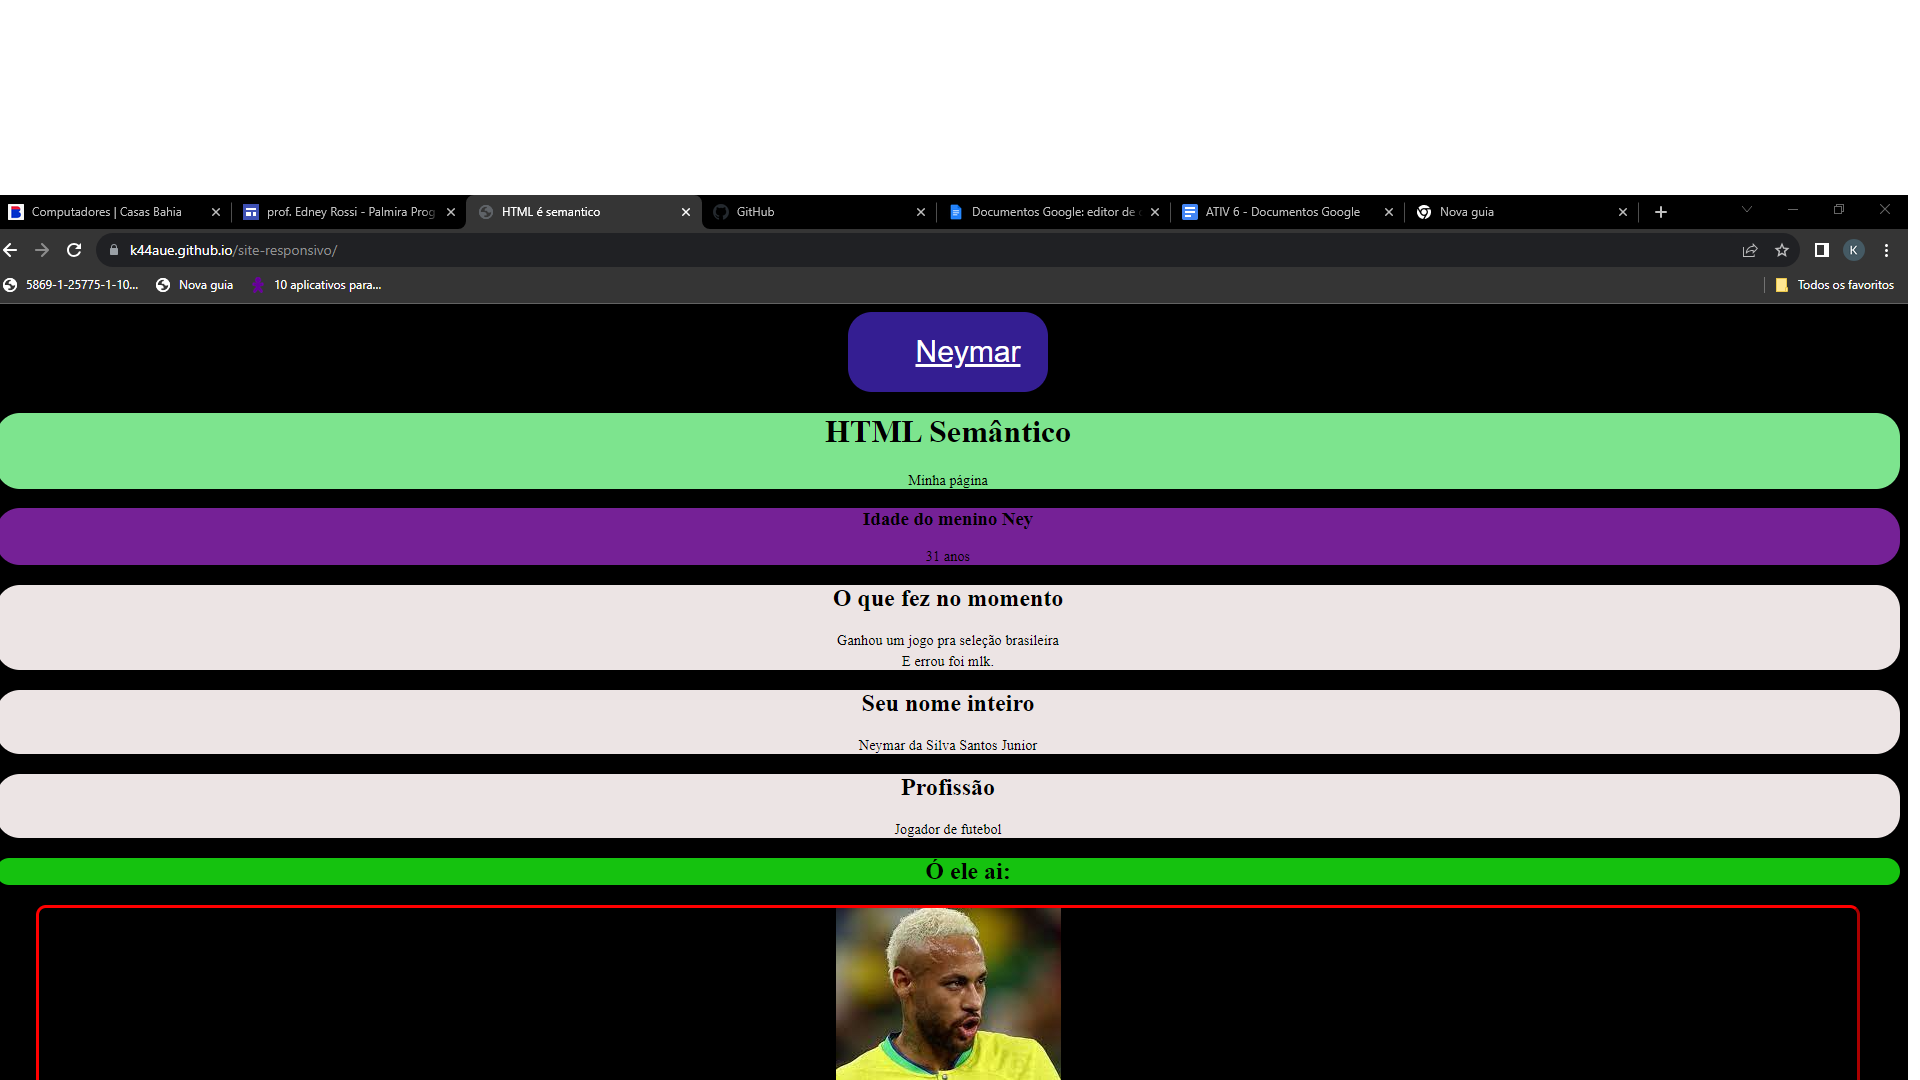 Computadores | Casas Bahia
prof. Edney Rossi - Palmira Prog
HTML é semantico
GitHub
Documentos Google: editor de
ATIV 6 - Documentos Google
Nova guia
k44aue.github.io/site-responsivo/
K
5869-1-25775-1-10...
Nova guia
10 aplicativos para...
Todos os favoritos
Neymar
HTML Semântico
Minha página
Idade do menino Ney
31 anos
O que fez no momento
Ganhou um jogo pra seleção brasileira
E errou foi mlk.
Seu nome inteiro
Neymar da Silva Santos Junior
Profissão
Jogador de futebol
Ó ele ai: